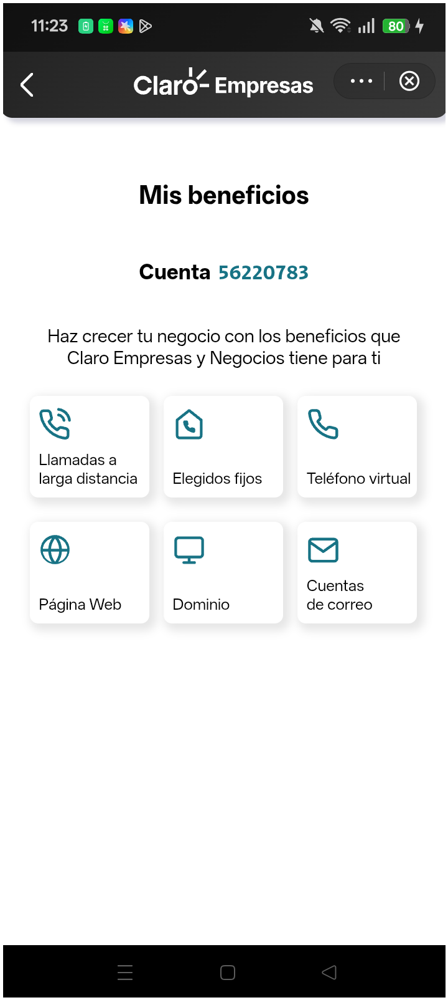 11:23
80
Claro Empresas
Mis beneficios
Cuenta 56220783
Haz crecer tu negocio con los beneficios que
Claro Empresas y Negocios tiene para ti
Llamadas a
larga distancia
Elegidos fijos
Teléfono virtual
Página Web
Dominio
Cuentas
de correo